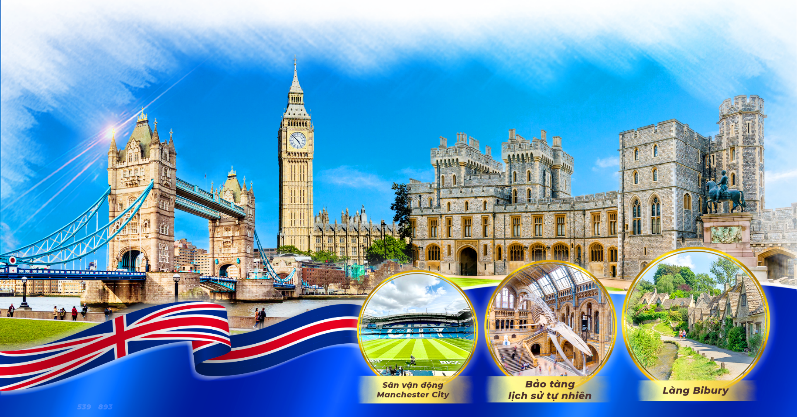 Sân vận động
Manchester City
Bảo tàng
lịch sử tự nhiên
Làng Bibury